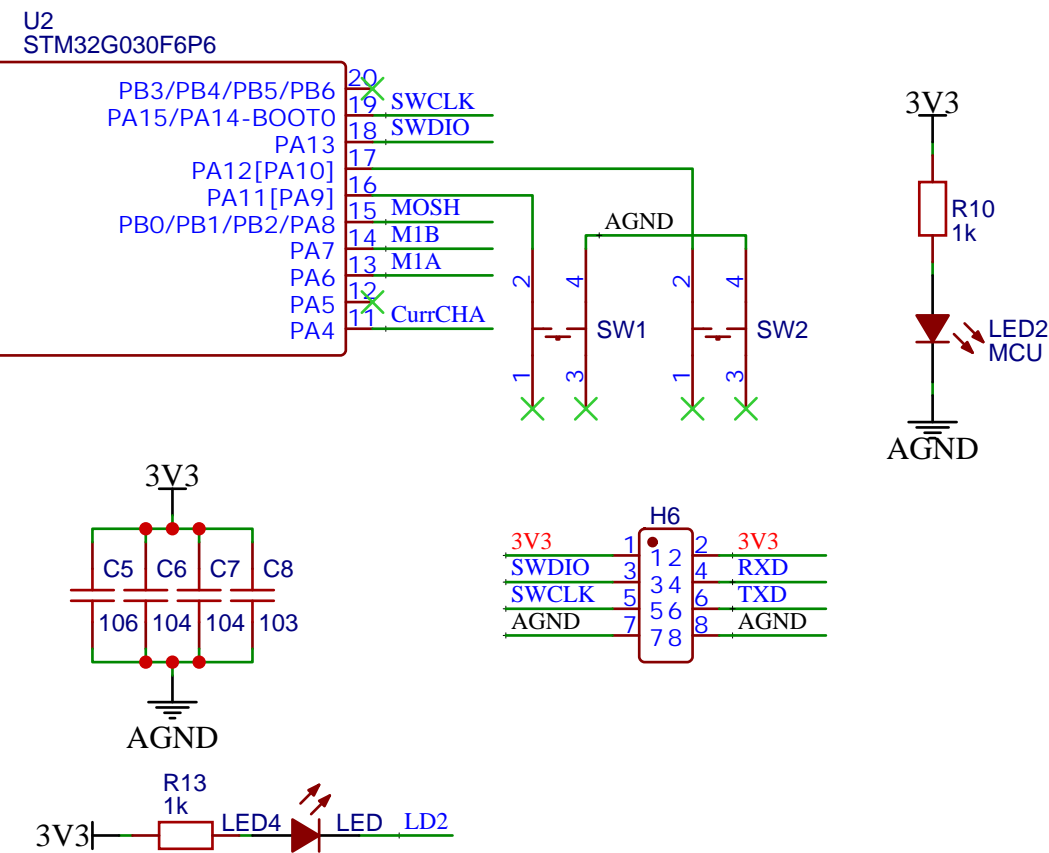 U2
STM32G030F6P6
PB3/PB4/PB5/PB6 20
PA15/PA14-BOOT0 19 SWCLK
PA13 18 SWDIO
PA12[PA10] 17
PA11[PA9] 16
PB0/PB1/PB2/PA8 15 MOSH
PA7 14 M1B
PA6 13 M1A
PA5 12
PA4 11 CurrCHA
AGND
2 4 2 4
SW1 SW2
1 3 1 3
3V3
R10
1k
LED2
MCU
AGND
3V3
C5 C6 C7 C8
106 104 104 103
AGND
H6
3V3 1 1 2 2 3V3
SWDIO 3 3 4 4 RXD
SWCLK 5 5 6 6 TXD
AGND 7 7 8 8 AGND
R13
1k
3V3 LED4 LED LD2